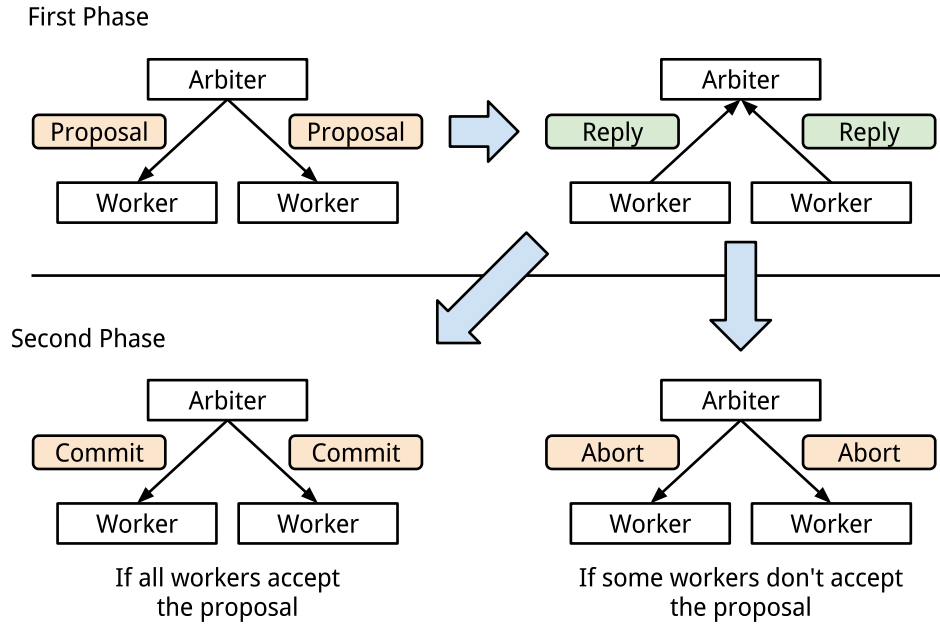 First Phase
Arbiter
Arbiter
Proposal
Proposal
Reply
Reply
Worker
Worker
Worker
Worker
Second Phase
Arbiter
Arbiter
Commit
Commit
Abort
Abort
Worker
Worker
Worker
Worker
If all workers accept
the proposal
If some workers don't accept
the proposal